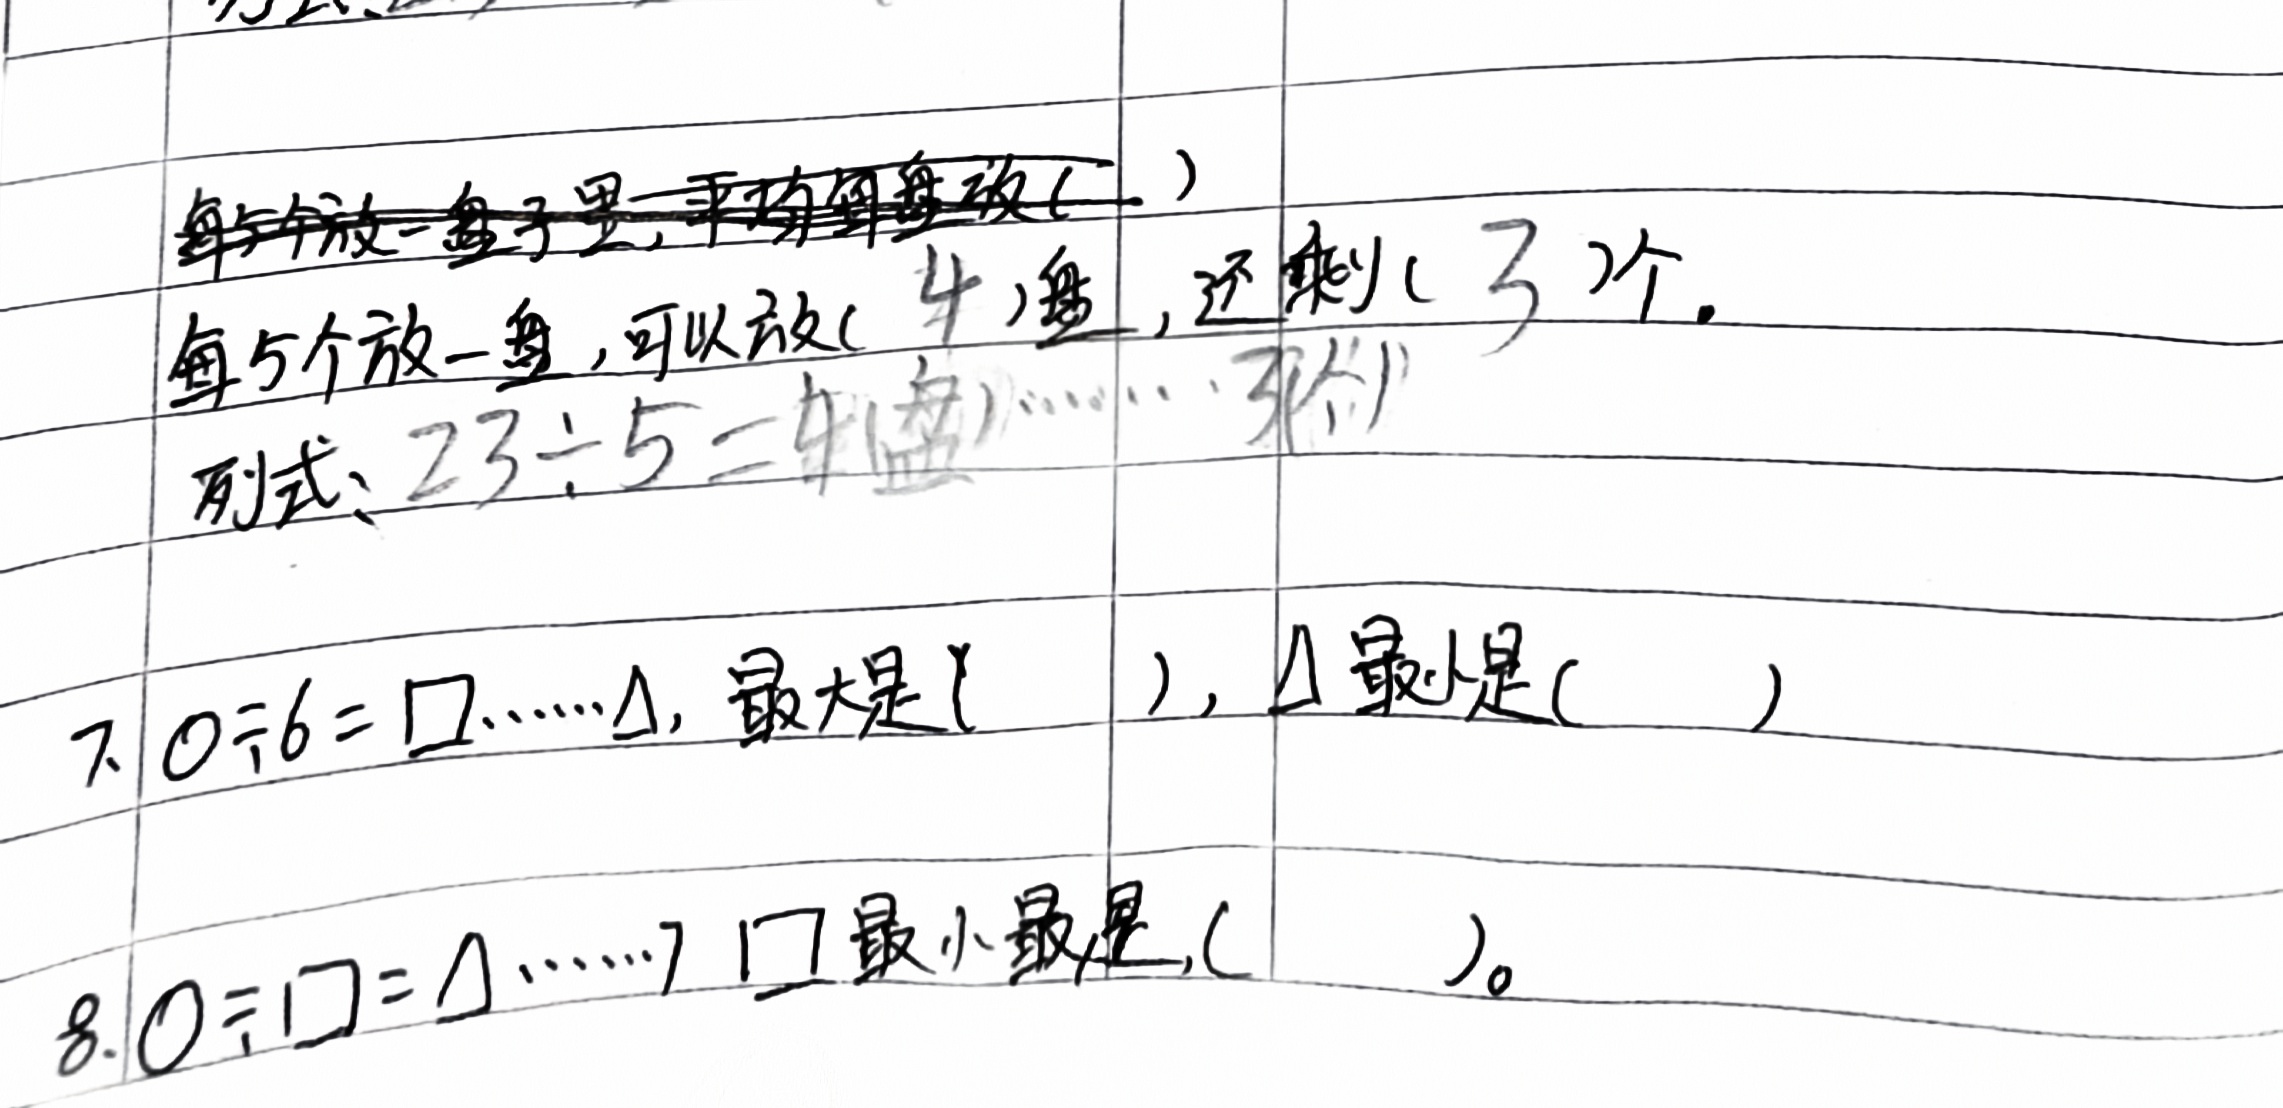 每5个放一盘子里，平均每盘放（ ）
每5个放一盘，可以放（ 4 ）盘，还剩（ 3 ）个.
列式：23÷5=4(盘)……3(个)
7. ○÷6=□……△，最大是（ ），△最小是（ ）
8. ○÷□=△……7 □最小最是（ ）。